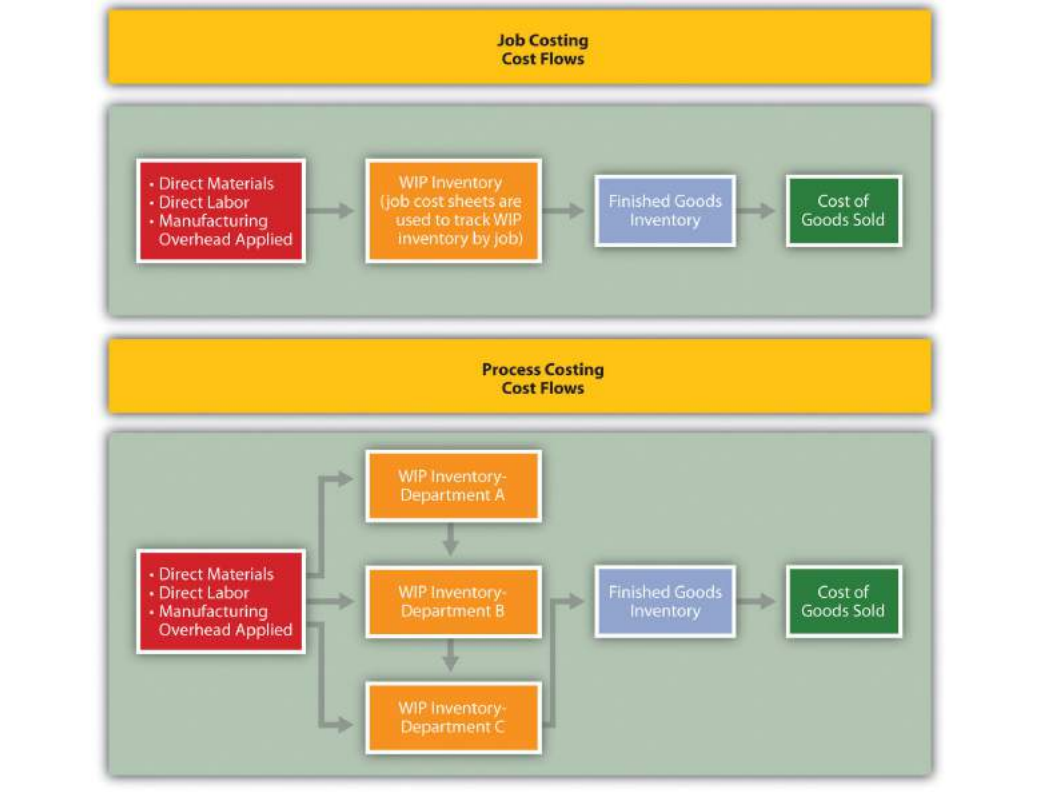 Job Costing
Cost Flows
• Direct Materials
• Direct Labor
• Manufacturing
Overhead Applied
WIP Inventory
(job cost sheets are
used to track WIP
inventory by job)
Finished Goods
Inventory
Cost of
Goods Sold
Process Costing
Cost Flows
• Direct Materials
• Direct Labor
• Manufacturing
Overhead Applied
WIP Inventory-
Department A
WIP Inventory-
Department B
WIP Inventory-
Department C
Finished Goods
Inventory
Cost of
Goods Sold